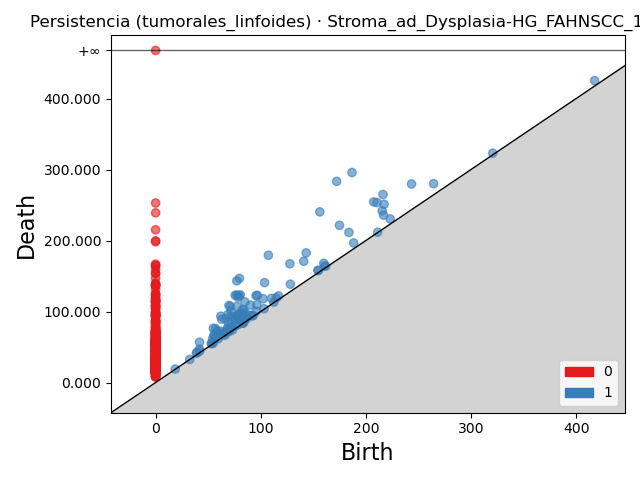 Persistencia (tumorales_linfoides) · Stroma_ad_Dysplasia-HG_FAHNSCC_1
+∞
400.000
300.000
200.000
100.000
0.000
Death
0
1
0 100 200 300 400
Birth